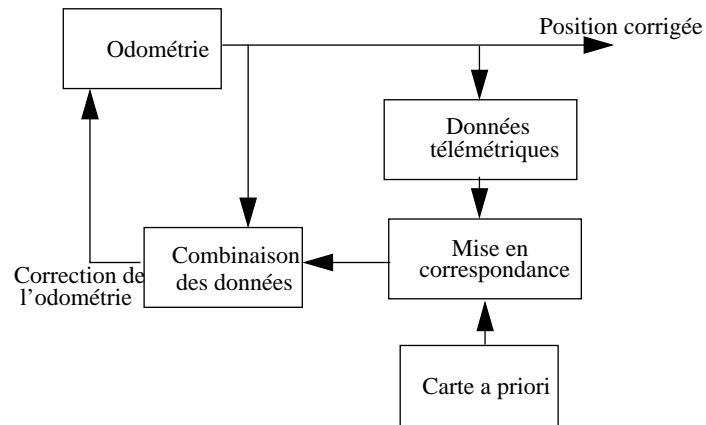 Position corrigée
Odométrie
Données
télémétriques
Mise en
correspondance
Combinaison
des données
Correction de
l’odométrie
Carte a priori